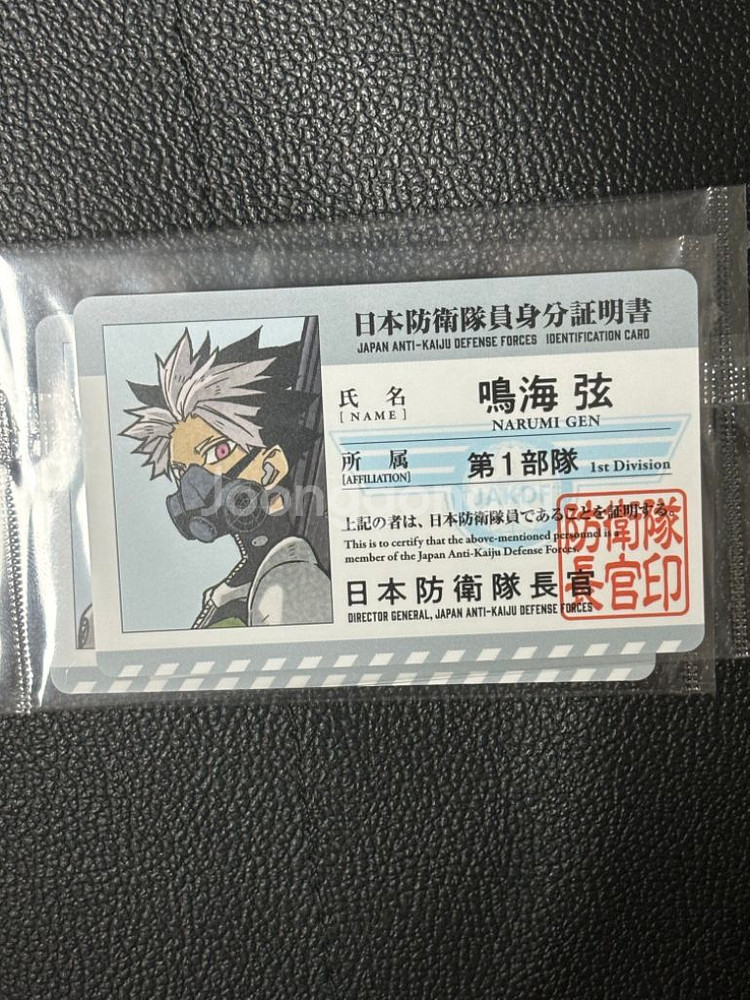 日本防衛隊員身分証明書
JAPAN ANTI-KAIJU DEFENSE FORCES IDENTIFICATION CARD
氏名 鳴海 弦
[NAME] NARUMI GEN
所属 第1部隊 1st Division
[AFFILIATION]
JAKDF
上記の者は、日本防衛隊員であることを証明する。
This is to certify that the above-mentioned personnel is a
member of the Japan Anti-Kaiju Defense Forces.
日本防衛隊長官
DIRECTOR GENERAL, JAPAN ANTI-KAIJU DEFENSE FORCES
防衛隊
長官印